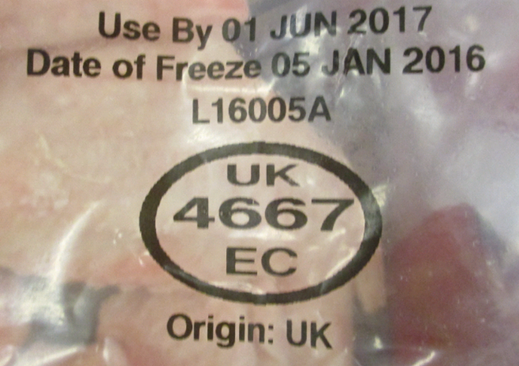 Use By 01 JUN 2017
Date of Freeze 05 JAN 2016
L16005A
UK
4667
EC
Origin: UK